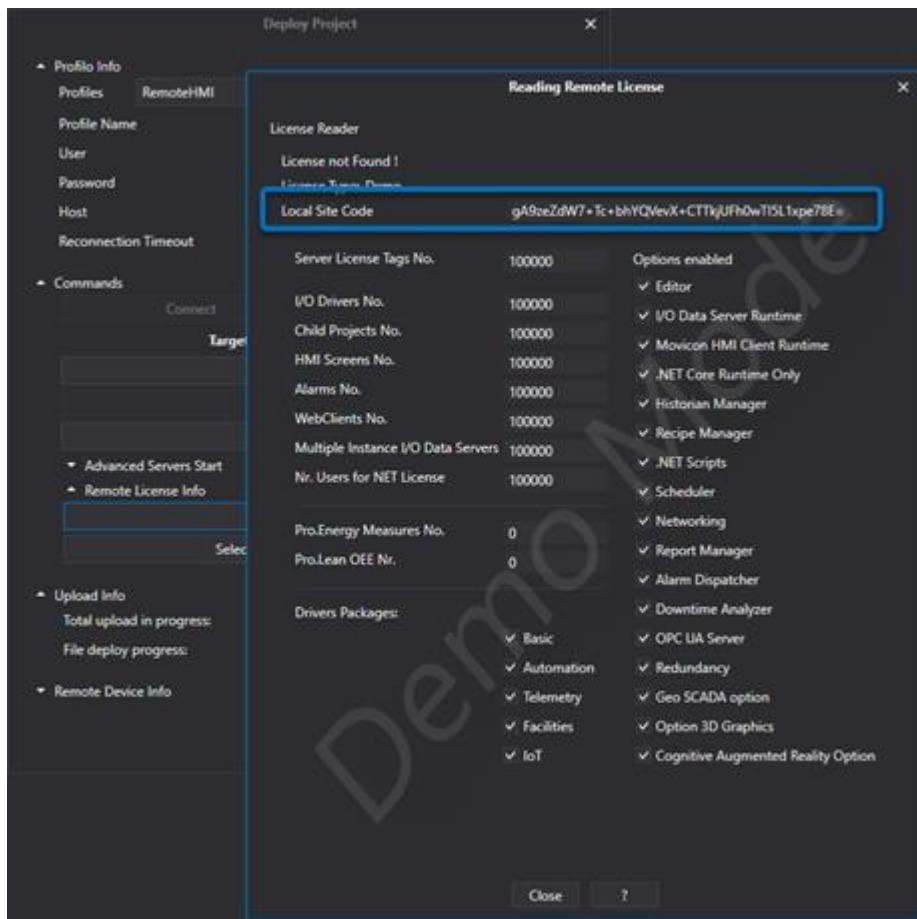 Deploy Project
Profilo Info
Profiles RemoteHMI
Profile Name
User
Password
Host
Reconnection Timeout
Commands
Connect
Target
Advanced Servers Start
Remote License Info
Selec
Upload Info
Total upload in progress:
File deploy progress:
Remote Device Info
Reading Remote License
License Reader
License not Found !
License Type: Demo
Local Site Code
Server License Tags No. 100000
I/O Drivers No. 100000
Child Projects No. 100000
HMI Screens No. 100000
Alarms No. 100000
WebClients No. 100000
Multiple Instance I/O Data Servers 100000
Nr. Users for NET License 100000
Pro.Energy Measures No. 0
Pro.Lean OEE Nr. 0
Drivers Packages:
Basic
Automation
Telemetry
Facilities
IoT
Options enabled
Editor
I/O Data Server Runtime
Movicon HMI Client Runtime
.NET Core Runtime Only
Historian Manager
Recipe Manager
.NET Scripts
Scheduler
Networking
Report Manager
Alarm Dispatcher
Downtime Analyzer
OPC UA Server
Redundancy
Geo SCADA option
Option 3D Graphics
Cognitive Augmented Reality Option
Demo Mode
Close ?